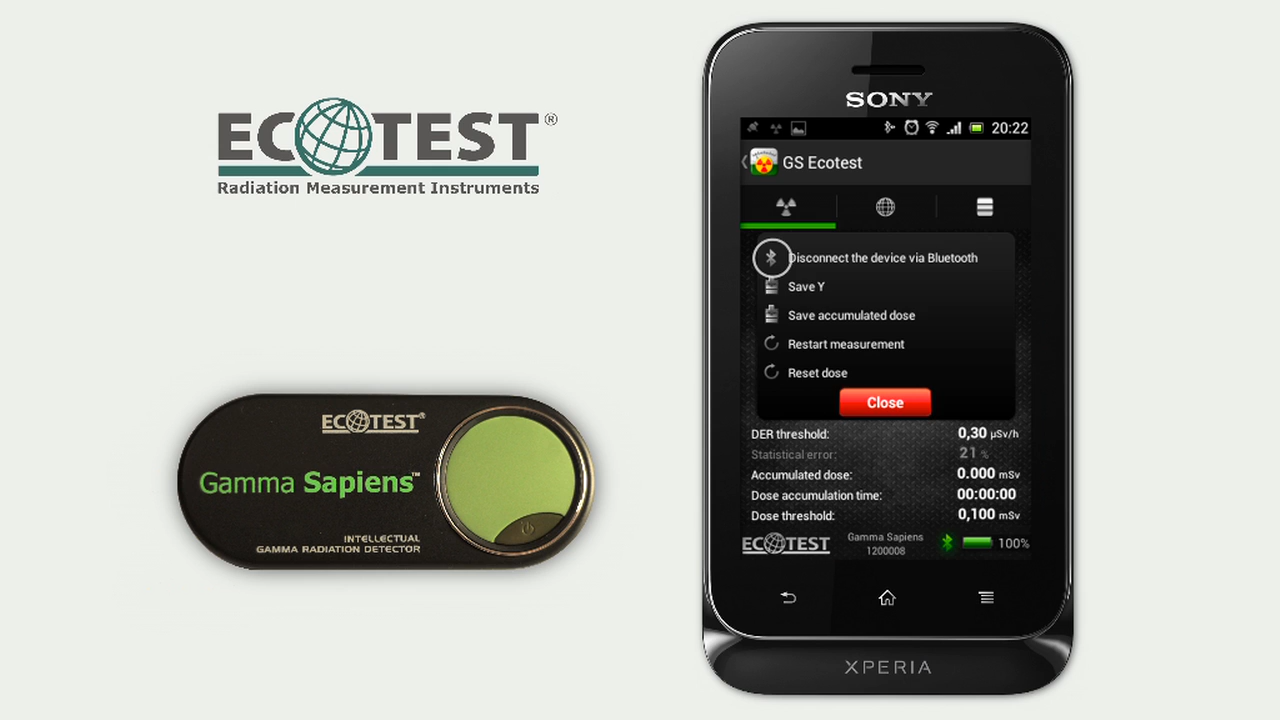 ECOTEST®
Radiation Measurement Instruments
ECOTEST®
Gamma Sapiens™
INTELLECTUAL
GAMMA RADIATION DETECTOR
SONY
20:22
GS Ecotest
Disconnect the device via Bluetooth
Save Y
Save accumulated dose
Restart measurement
Reset dose
Close
DER threshold: 0,30 µSv/h
Statistical error: 21 %
Accumulated dose: 0.000 mSv
Dose accumulation time: 00:00:00
Dose threshold: 0,100 mSv
ECOTEST Gamma Sapiens 1200008 100%
XPERIA